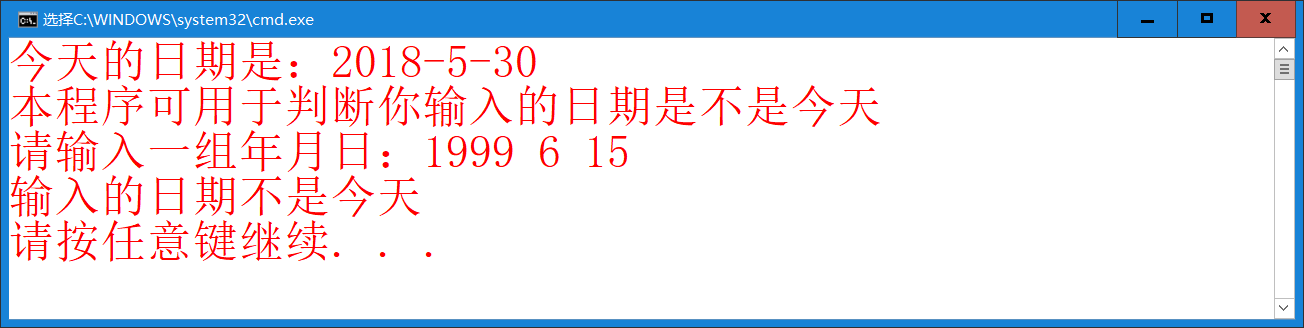 选择C:\WINDOWS\system32\cmd.exe
今天的日期是：2018-5-30
本程序可用于判断你输入的日期是不是今天
请输入一组年月日：1999 6 15
输入的日期不是今天
请按任意键继续. . .